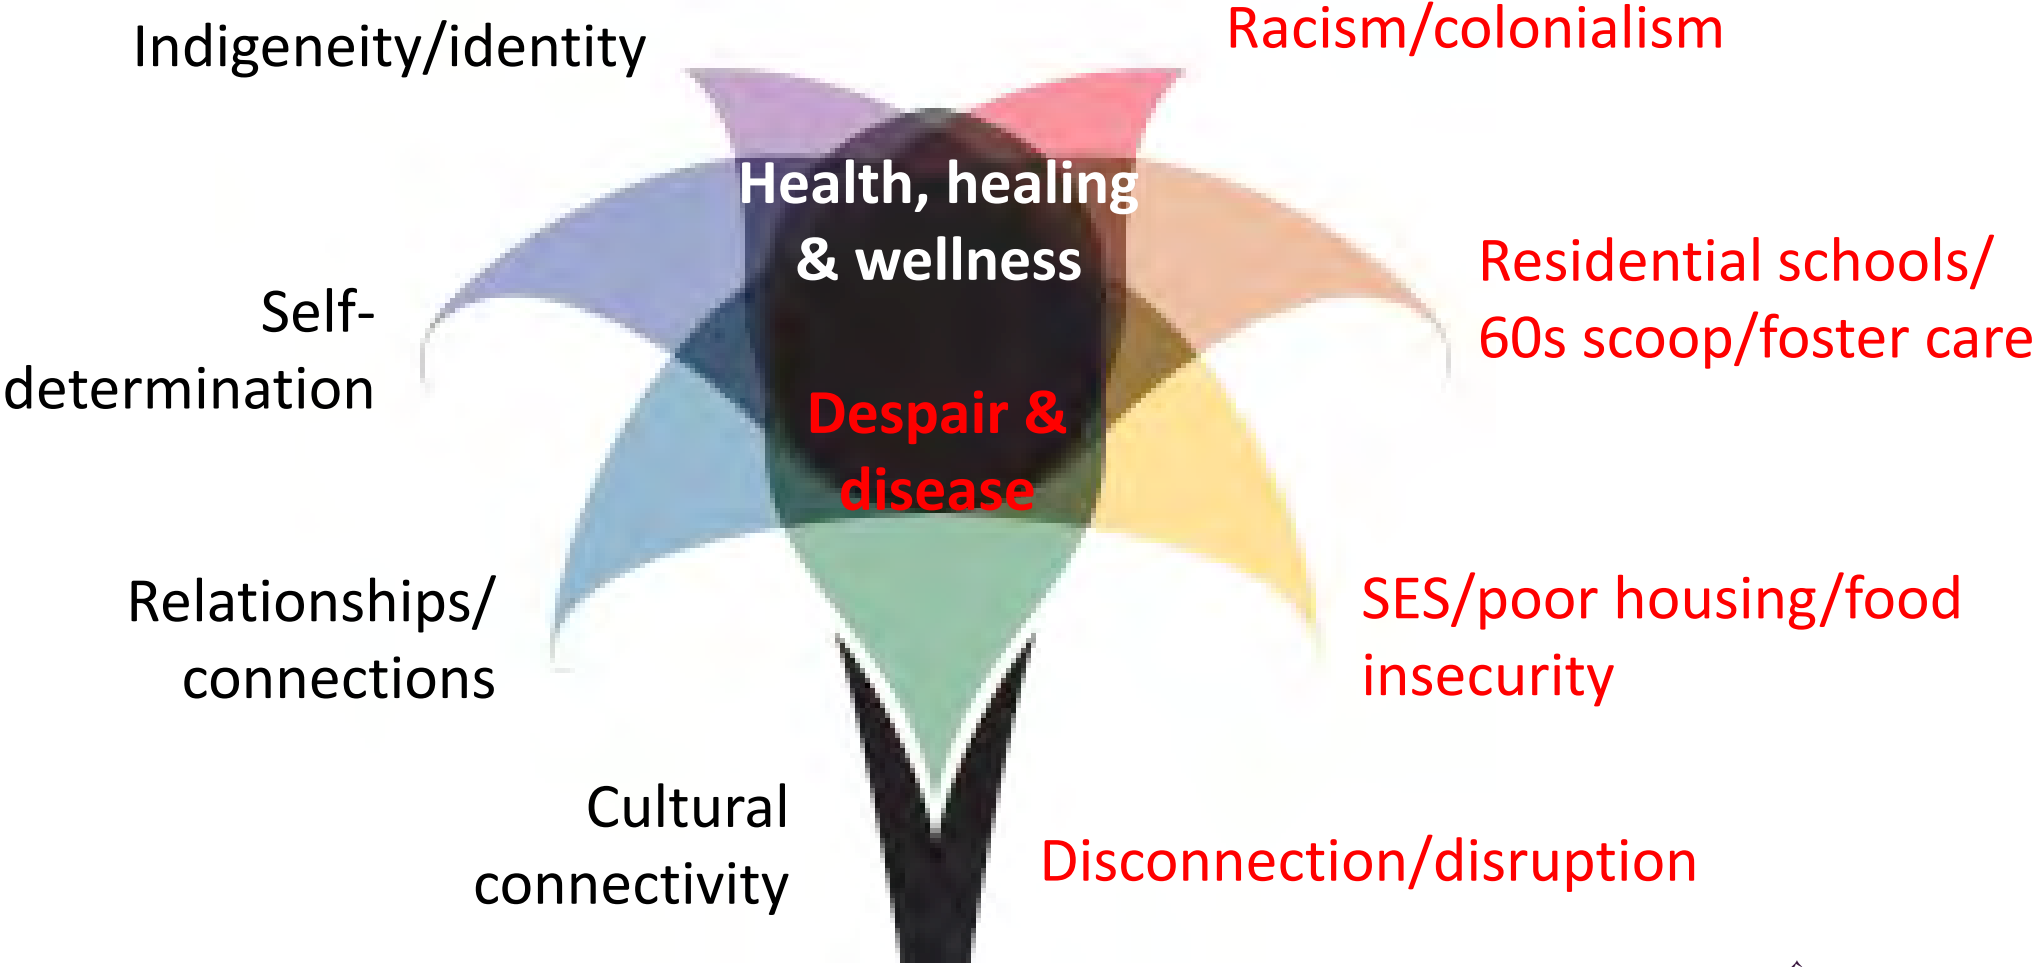 Indigeneity/identity
Racism/colonialism
Health, healing
& wellness
Self-
determination
Residential schools/
60s scoop/foster care
Despair &
disease
Relationships/
connections
SES/poor housing/food
insecurity
Cultural
connectivity
Disconnection/disruption